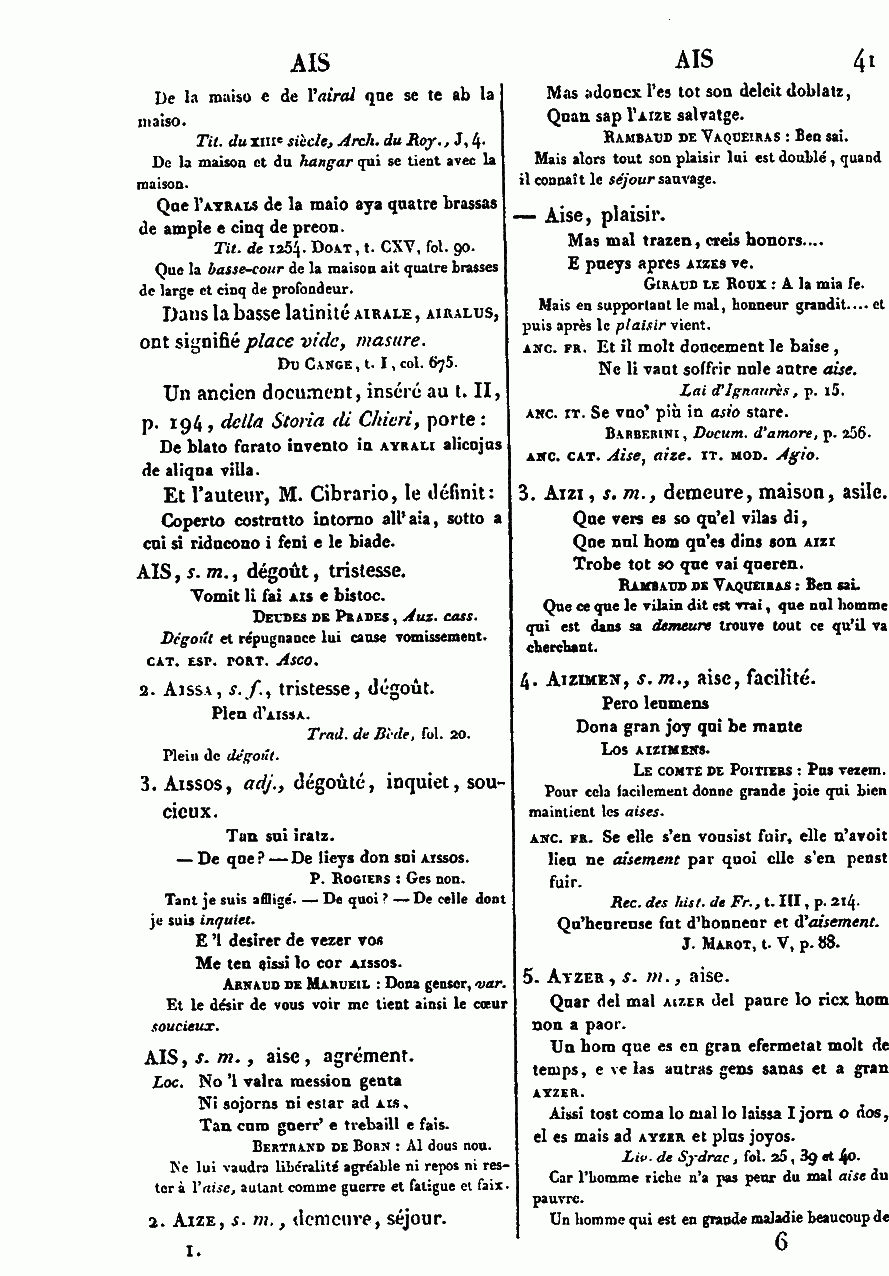 AIS
De la maiso e de l'airal que se te ab la
maiso.
Tit. du XIIIe siècle, Arch. du Roy., J, 4.
De la maison et du hangar qui se tient avec la
maison.
Que l'AYRALS de la maio aya quatre brassas
de ample e cinq de preon.
Tit. de 1254. DOAT, t. CXV, fol. 90.
Que la basse-cour de la maison ait quatre brasses
de large et cinq de profondeur.
Dans la basse latinité AIRALE, AIRALUS,
ont signifié place vide, masure.
DU CANGE, t. I, col. 675.
Un ancien document, inséré au t. II,
p. 194, della Storia di Chieri, porte :
De blato furato invento in AYRALI alicujus
de aliqua villa.
Et l'auteur, M. Cibrario, le définit :
Coperto costrutto intorno all' aia, sotto a
cui si riducono i feni e le biade.
AIS, s. m., dégoût, tristesse.
Vomit li fai AIS e bistoc.
DEUDES DE PRADES, Auz. cass.
Dégoût et répugnance lui cause vomissement.
CAT. ESP. PORT. Asco.
2. AISSA, s. f., tristesse, dégoût.
Plen d'AISSA.
Trad. de Bède, fol. 20.
Plein de dégoût.
3. AISSOS, adj., dégoûté, inquiet, sou-
cieux.
Tan sui iratz.
— De que? — De lieys don sui AISSOS.
P. ROGIERS : Ges non.
Tant je suis affligé. — De quoi? — De celle dont
je suis inquiet.
E 'l desirer de vezer vos
Me ten aissi lo cor AISSOS.
ARNAUD DE MARUEIL : Dona genser, var.
Et le désir de vous voir me tient ainsi le cœur
soucieux.
AIS, s. m., aise, agrément.
Loc. No 'l valra mession genta
Ni sojorns ni estar ad AIS,
Tan cum guerr' e trebaill e fais.
BERTRAND DE BORN : Al dous nou.
Ne lui vaudra libéralité agréable ni repos ni res-
ter à l'aise, autant comme guerre et fatigue et faix.
2. AIZE, s. m., demeure, séjour.
I.
AIS 41
Mas adoncx l'es tot son deleit doblatz,
Quan sap l'AIZE salvatge.
RAMBAUD DE VAQUEIRAS : Ben sai.
Mais alors tout son plaisir lui est doublé, quand
il connaît le séjour sauvage.
— Aise, plaisir.
Mas mal trazen, creis honors....
E pueys apres AIZES ve.
GIRAUD LE ROUX : A la mia fe.
Mais en supportant le mal, honneur grandit.... et
puis après le plaisir vient.
ANC. FR. Et il molt doucement le baise,
Ne li vaut soffrir nule autre aise.
Lai d'Ignaurès, p. 15.
ANC. IT. Se vuo' più in asio stare.
BARBERINI, Docum. d'amore, p. 256.
ANC. CAT. Aise, aize. IT. MOD. Agio.
3. AIZI, s. m., demeure, maison, asile.
Que vers es so qu'el vilas di,
Que nul hom qu'es dins son AIZI
Trobe tot so que vai queren.
RAMBAUD DE VAQUEIRAS : Ben sai.
Que ce que le vilain dit est vrai, que nul homme
qui est dans sa demeure trouve tout ce qu'il va
cherchant.
4. AIZIMEN, s. m., aise, facilité.
Pero leumens
Dona gran joy qui be mante
Los AIZIMENS.
LE COMTE DE POITIERS : Pus vezem.
Pour cela facilement donne grande joie qui bien
maintient les aises.
ANC. FR. Se elle s'en vousist fuir, elle n'avoit
lieu ne aisement par quoi elle s'en peust
fuir.
Rec. des hist. de Fr., t. III, p. 214.
Qu'heureuse fut d'honneur et d'aisement.
J. MAROT, t. V, p. 88.
5. AYZER, s. m., aise.
Quar del mal AIZER del paure lo ricx hom
non a paor.
Un hom que es en gran efermetat molt de
temps, e ve las autras gens sanas et a gran
AYZER.
Aissi tost coma lo mal lo laissa I jorn o dos,
el es mais ad AYZER et plus joyos.
Liv. de Sydrac, fol. 25, 39 et 40.
Car l'homme riche n'a pas peur du mal aise du
pauvre.
Un homme qui est en grande maladie beaucoup de
6